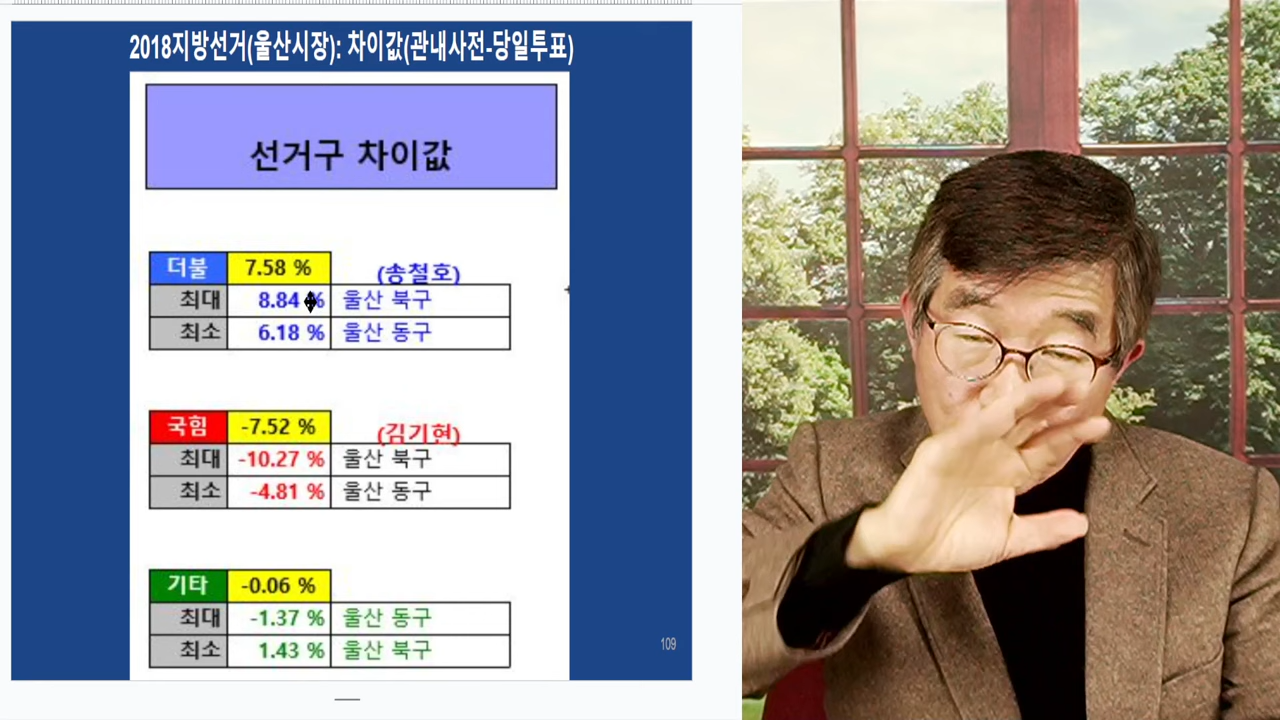 2018지방선거(울산시장): 차이값(관내사전-당일투표)
선거구 차이값
더불 7.58 % (송철호)
최대 8.84 % 울산 북구
최소 6.18 % 울산 동구
국힘 -7.52 % (김기현)
최대 -10.27 % 울산 북구
최소 -4.81 % 울산 동구
기타 -0.06 %
최대 -1.37 % 울산 동구
최소 1.43 % 울산 북구
109